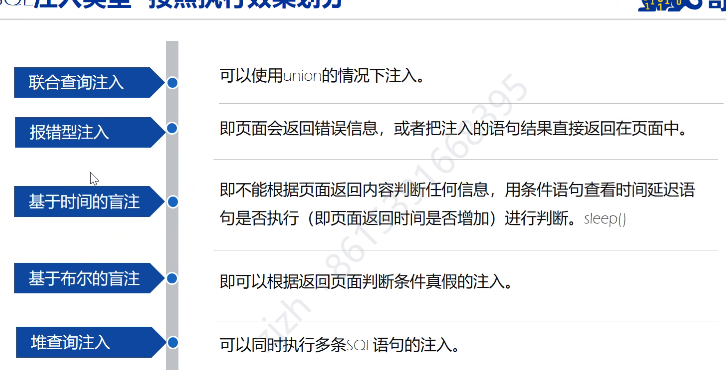 SQL注入类型-按照执行效果划分
联合查询注入
可以使用union的情况下注入。
报错型注入
即页面会返回错误信息，或者把注入的语句结果直接返回在页面中。
基于时间的盲注
即不能根据页面返回内容判断任何信息，用条件语句查看时间延迟语
句是否执行（即页面返回时间是否增加）进行判断。sleep()
基于布尔的盲注
即可以根据返回页面判断条件真假的注入。
堆查询注入
可以同时执行多条SQL语句的注入。